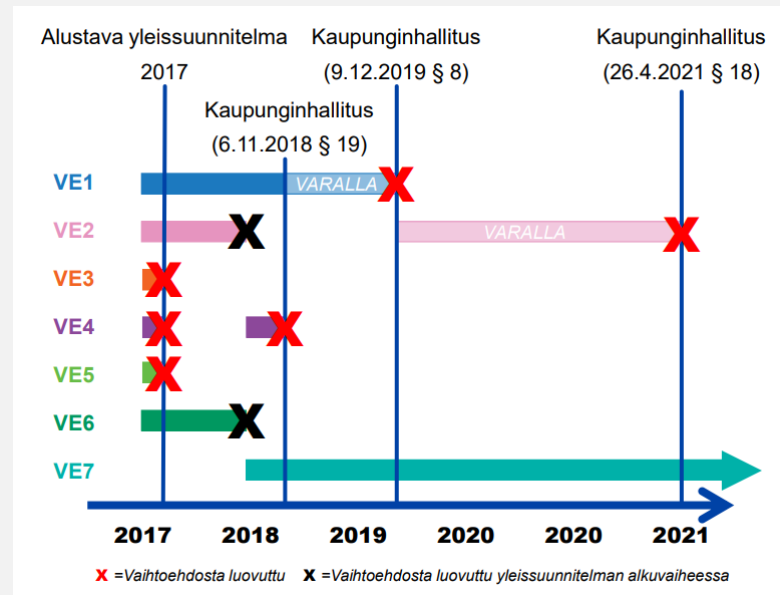 Alustava yleissuunnitelma
2017
Kaupunginhallitus
(9.12.2019 § 8)
Kaupunginhallitus
(26.4.2021 § 18)
Kaupunginhallitus
(6.11.2018 § 19)
VE1
VARALLA
X
VE2
X
VARALLA
X
VE3
X
VE4
X
X
VE5
X
VE6
X
VE7
2017 2018 2019 2020 2020 2021
X =Vaihtoehdosta luovuttu X =Vaihtoehdosta luovuttu yleissuunnitelman alkuvaiheessa